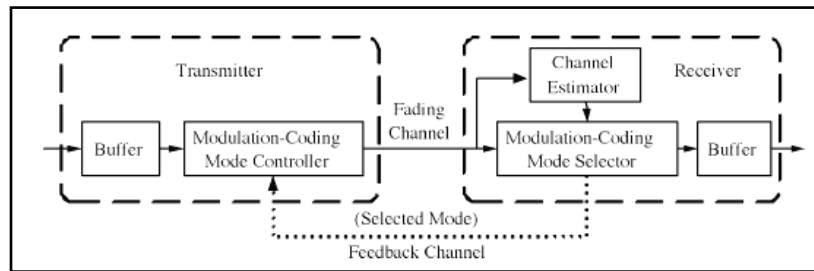 Transmitter
Buffer
Modulation-Coding
Mode Controller
Fading
Channel
Channel
Estimator
Receiver
Modulation-Coding
Mode Selector
Buffer
(Selected Mode)
Feedback Channel